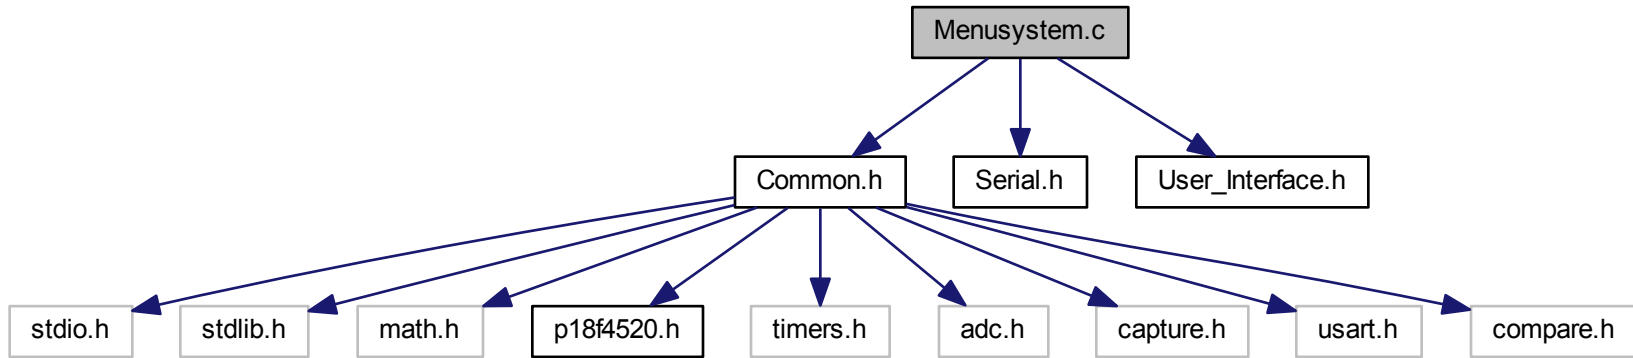 Menusystem.c
Common.h
Serial.h
User_Interface.h
stdio.h
stdlib.h
math.h
p18f4520.h
timers.h
adc.h
capture.h
usart.h
compare.h